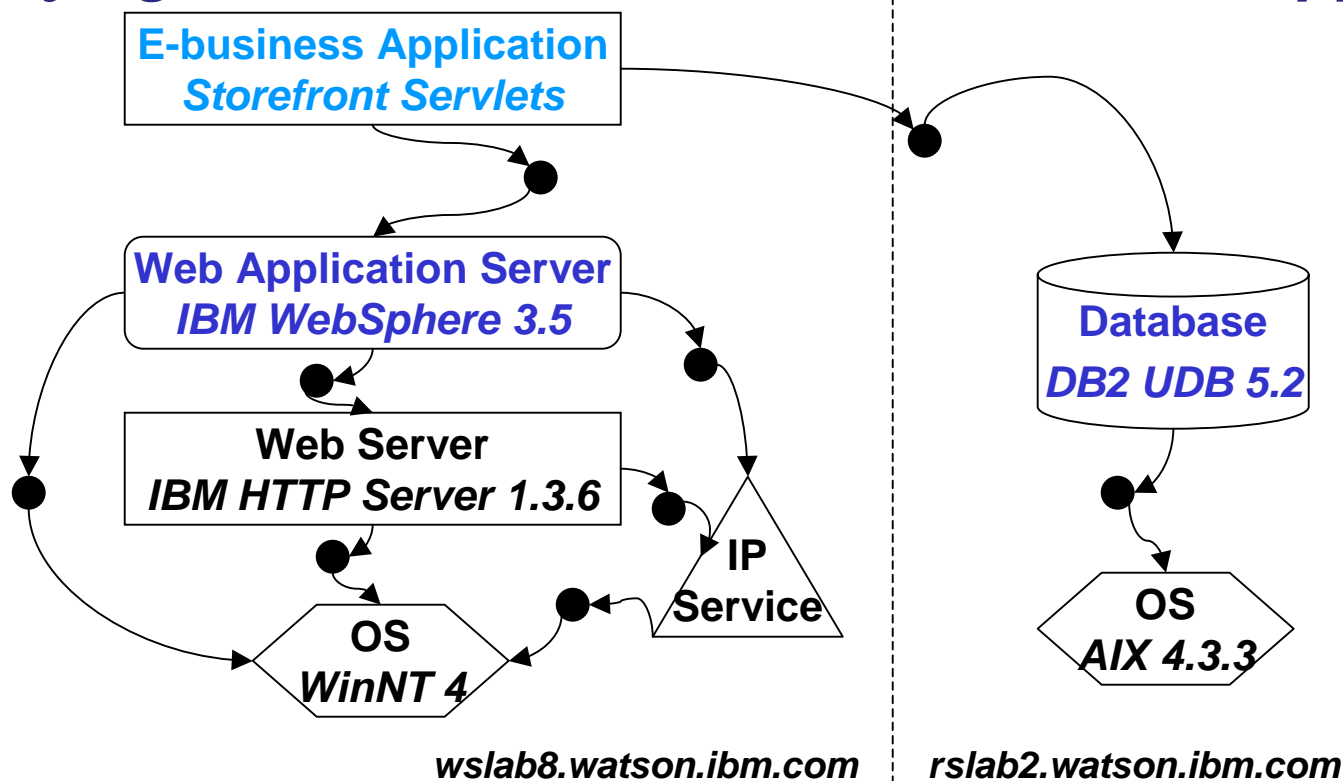 E-business Application
Storefront Servlets
Web Application Server
IBM WebSphere 3.5
Web Server
IBM HTTP Server 1.3.6
IP
Service
OS
WinNT 4
Database
DB2 UDB 5.2
OS
AIX 4.3.3
wslab8.watson.ibm.com
rslab2.watson.ibm.com